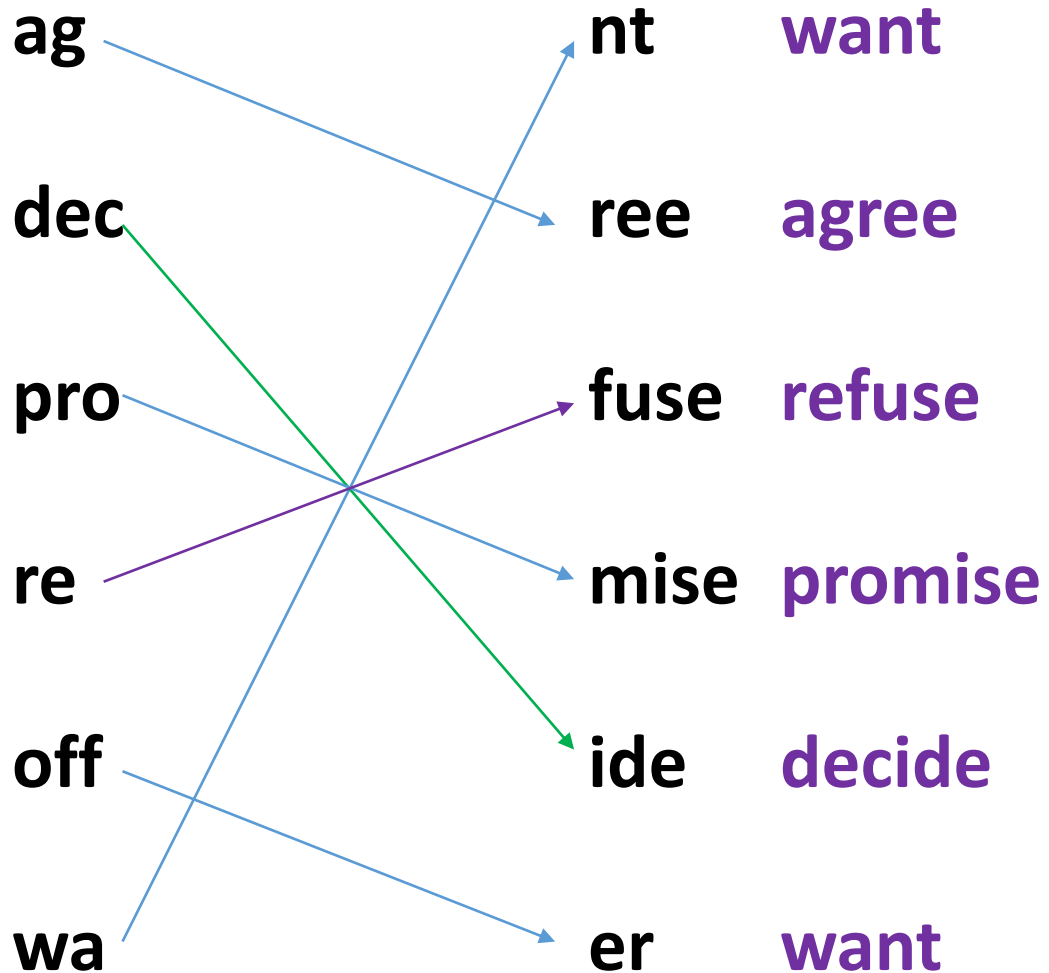 ag nt want
dec ree agree
pro fuse refuse
re mise promise
off ide decide
wa er want